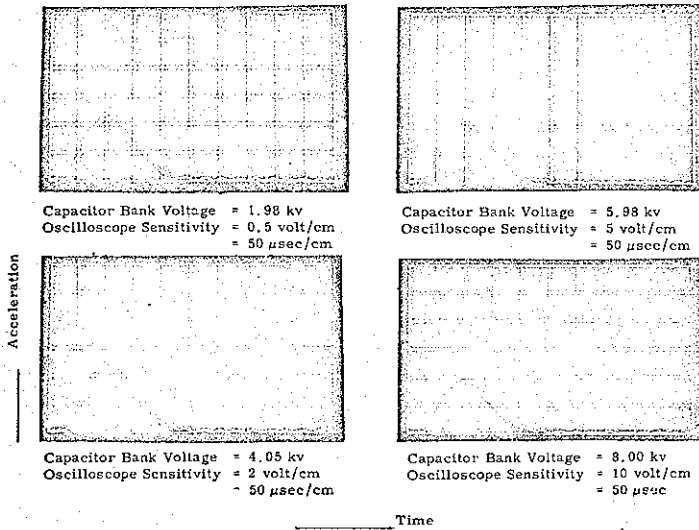 Capacitor Bank Voltage = 1.98 kv
Oscilloscope Sensitivity = 0.5 volt/cm
= 50 μsec/cm
Capacitor Bank Voltage = 5.98 kv
Oscilloscope Sensitivity = 5 volt/cm
= 50 μsec/cm
Acceleration
Capacitor Bank Voltage = 4.05 kv
Oscilloscope Sensitivity = 2 volt/cm
- 50 μsec/cm
Capacitor Bank Voltage = 8.00 kv
Oscilloscope Sensitivity = 10 volt/cm
= 50 μsec
Time